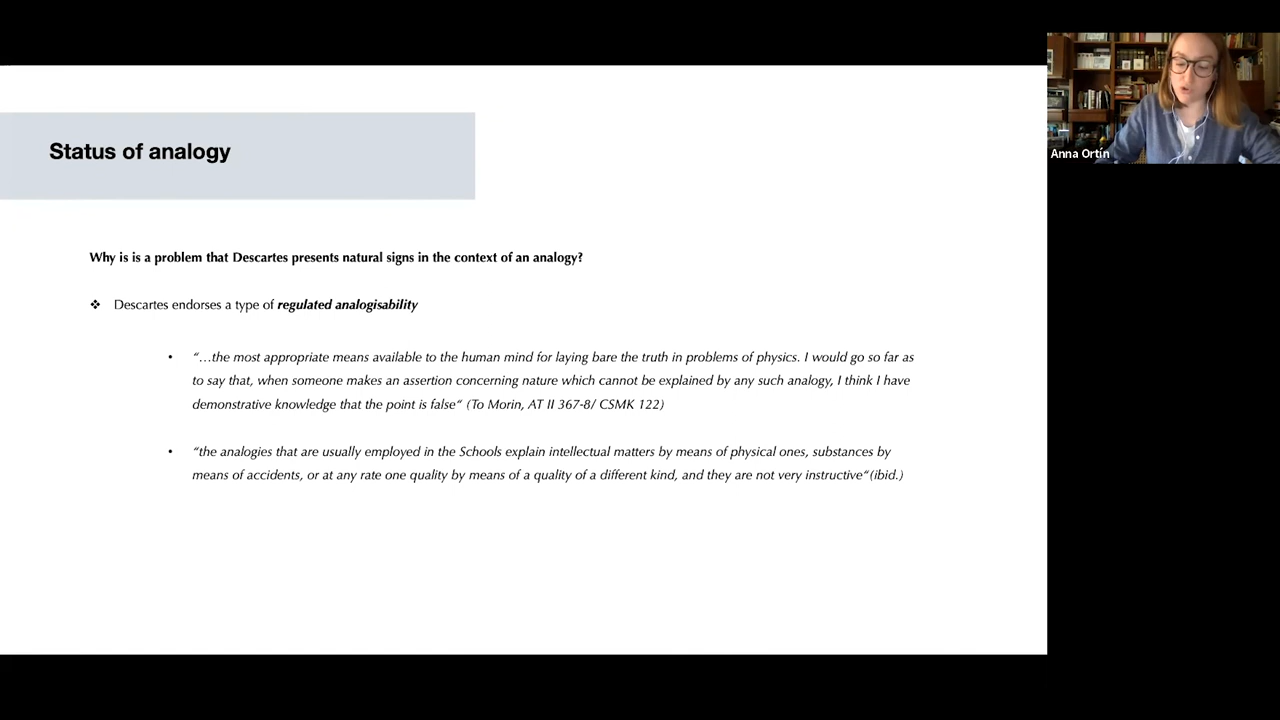 Status of analogy
Anna Ortín
Why is is a problem that Descartes presents natural signs in the context of an analogy?
❖ Descartes endorses a type of regulated analogisability
• “…the most appropriate means available to the human mind for laying bare the truth in problems of physics. I would go so far as
to say that, when someone makes an assertion concerning nature which cannot be explained by any such analogy, I think I have
demonstrative knowledge that the point is false“ (To Morin, AT II 367-8/ CSMK 122)
• “the analogies that are usually employed in the Schools explain intellectual matters by means of physical ones, substances by
means of accidents, or at any rate one quality by means of a quality of a different kind, and they are not very instructive“(ibid.)